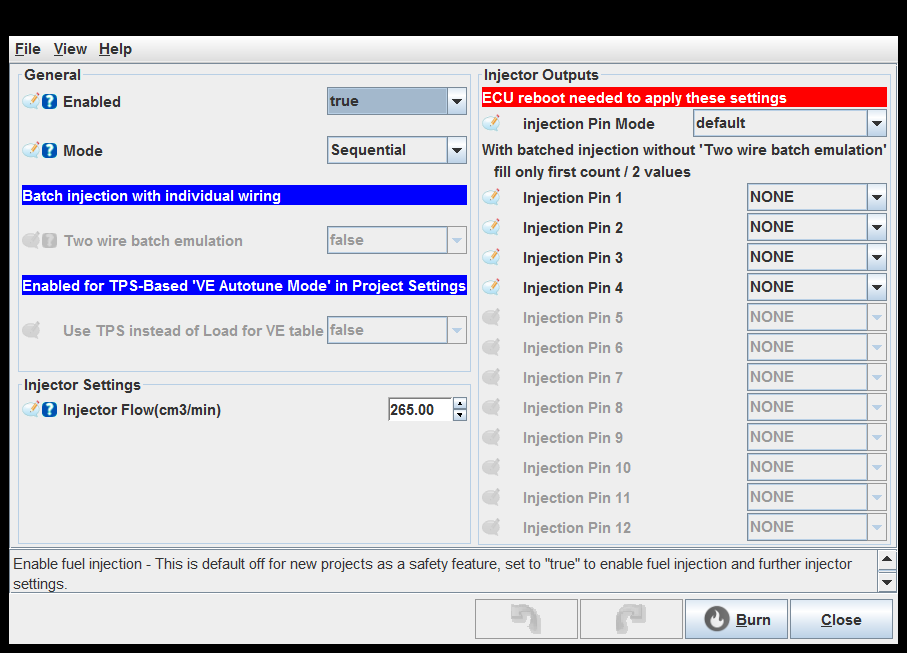 File View Help
General
Enabled
true
Mode
Sequential
Batch injection with individual wiring
Two wire batch emulation
false
Enabled for TPS-Based 'VE Autotune Mode' in Project Settings
Use TPS instead of Load for VE table
false
Injector Settings
Injector Flow(cm3/min)
265.00
Injector Outputs
ECU reboot needed to apply these settings
injection Pin Mode
default
With batched injection without 'Two wire batch emulation'
fill only first count / 2 values
Injection Pin 1
NONE
Injection Pin 2
NONE
Injection Pin 3
NONE
Injection Pin 4
NONE
Injection Pin 5
NONE
Injection Pin 6
NONE
Injection Pin 7
NONE
Injection Pin 8
NONE
Injection Pin 9
NONE
Injection Pin 10
NONE
Injection Pin 11
NONE
Injection Pin 12
NONE
Enable fuel injection - This is default off for new projects as a safety feature, set to "true" to enable fuel injection and further injector
settings.
Burn
Close